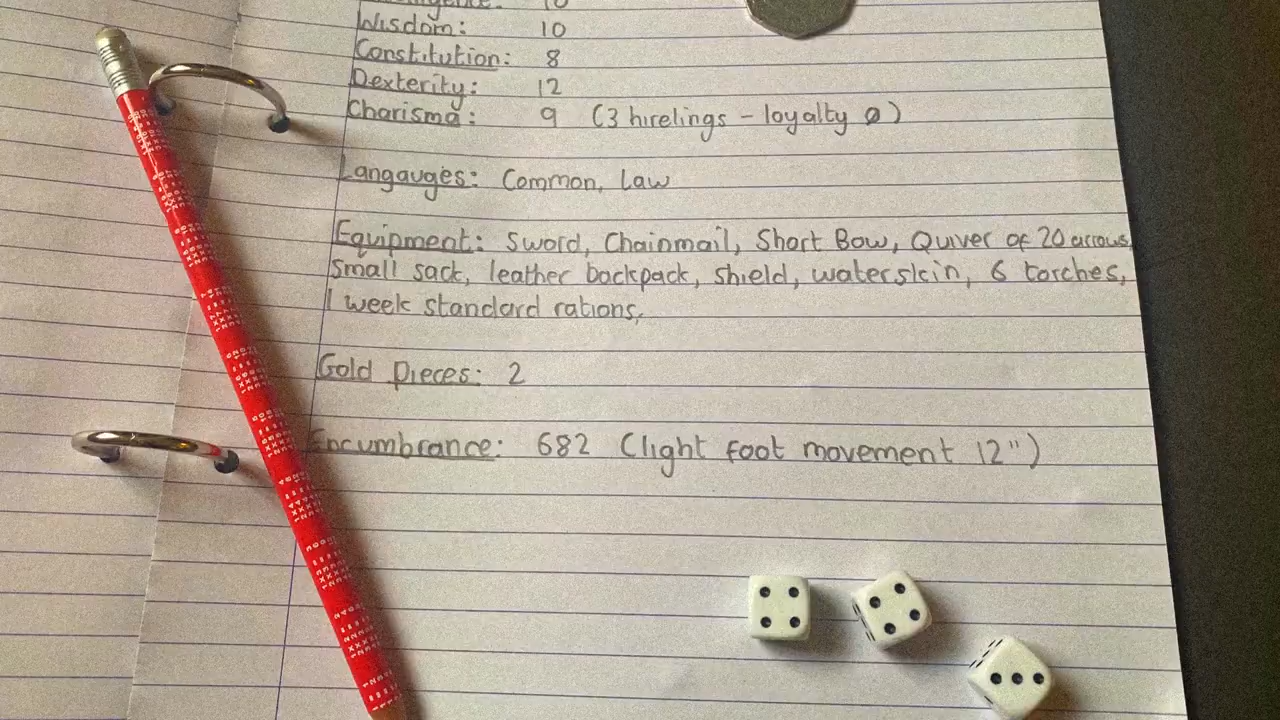 Wisdom: 10
Constitution: 8
Dexterity: 12
Charisma: 9 (3 hirelings - loyalty 0)
Langauges: Common, Law
Equipment: Sword, Chainmail, Short Bow, Quiver of 20 arrows,
small sack, leather backpack, shield, waterskin, 6 torches,
1 week standard rations,
Gold Pieces: 2
Encumbrance: 682 (light foot movement 12")